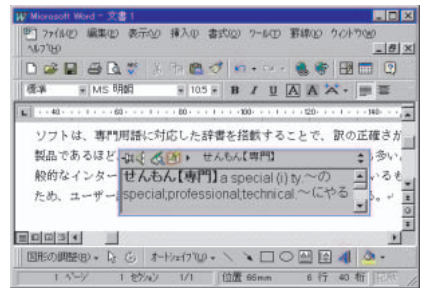 Microsoft Word - 文書 1
ファイル(F) 編集(E) 表示(V) 挿入(I) 書式(O) ツール(T) 罫線(A) ウィンドウ(W)
ヘルプ(H)
標準 MS 明朝 10.5 B I U A A
40 60 80 100 120 140
ソフトは、専門用語に対応した辞書を搭載することで、訳の正確さが
製品であるほど、 せんもん【専門】 多い。
せんもん【専門】 a special (i) ty. ~の
special;professional;technical. ~にやる
般的なインター いるも
ため、ユーザー る。
図形の調整(R) オートシェイプ(U)
1 ページ 1 セクション 1/1 位置 66mm 6 行 40 桁